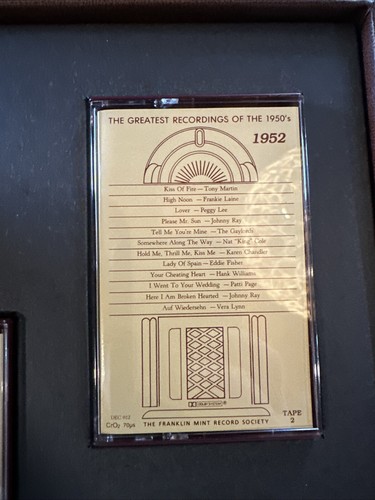 THE GREATEST RECORDINGS OF THE 1950's
1952
Kiss Of Fire — Tony Martin
High Noon — Frankie Laine
Lover — Peggy Lee
Please Mr. Sun — Johnny Ray
Tell Me You're Mine — The Gaylords
Somewhere Along The Way — Nat "King" Cole
Hold Me, Thrill Me, Kiss Me — Karen Chandler
Lady Of Spain — Eddie Fisher
Your Cheating Heart — Hank Williams
I Went To Your Wedding — Patti Page
Here I Am Broken Hearted — Johnny Ray
Auf Wiedersehn — Vera Lynn
CrO₂ 70µs
THE FRANKLIN MINT RECORD SOCIETY
TAPE
2